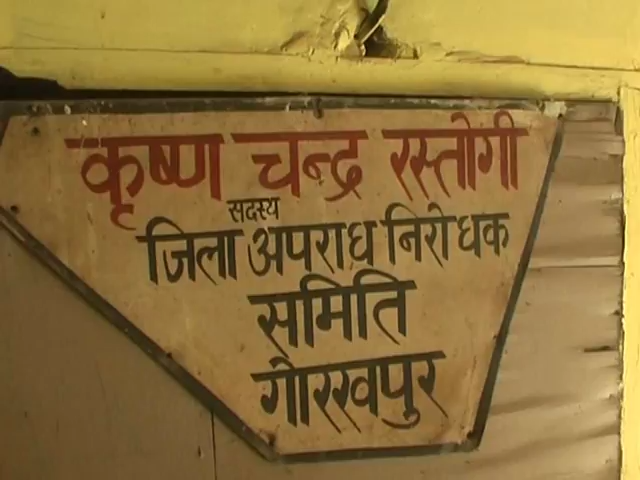 कृष्ण चन्द्र रस्तोगी
सदस्य
जिला अपराध निरोधक
समिति
गोरखपुर